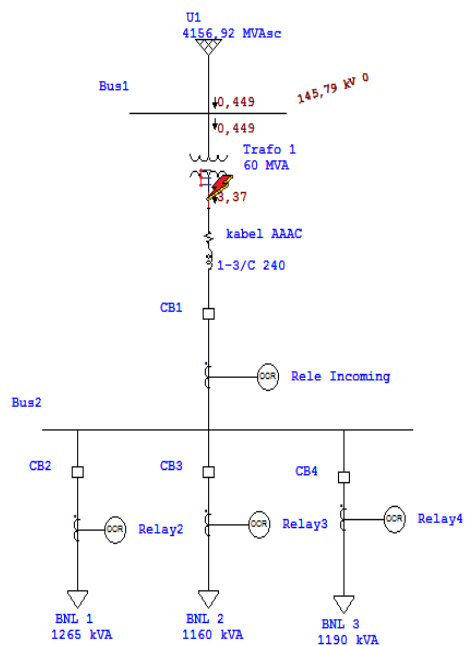 U1
4156,92 MVAsc
Bus1
0,449
145,79 kV 0
0,449
Trafo 1
60 MVA
3,37
kabel AAAC
1-3/C 240
CB1
OCR
Rele Incoming
Bus2
CB2
CB3
CB4
OCR
Relay2
OCR
Relay3
OCR
Relay4
BNL 1
1265 kVA
BNL 2
1160 kVA
BNL 3
1190 kVA